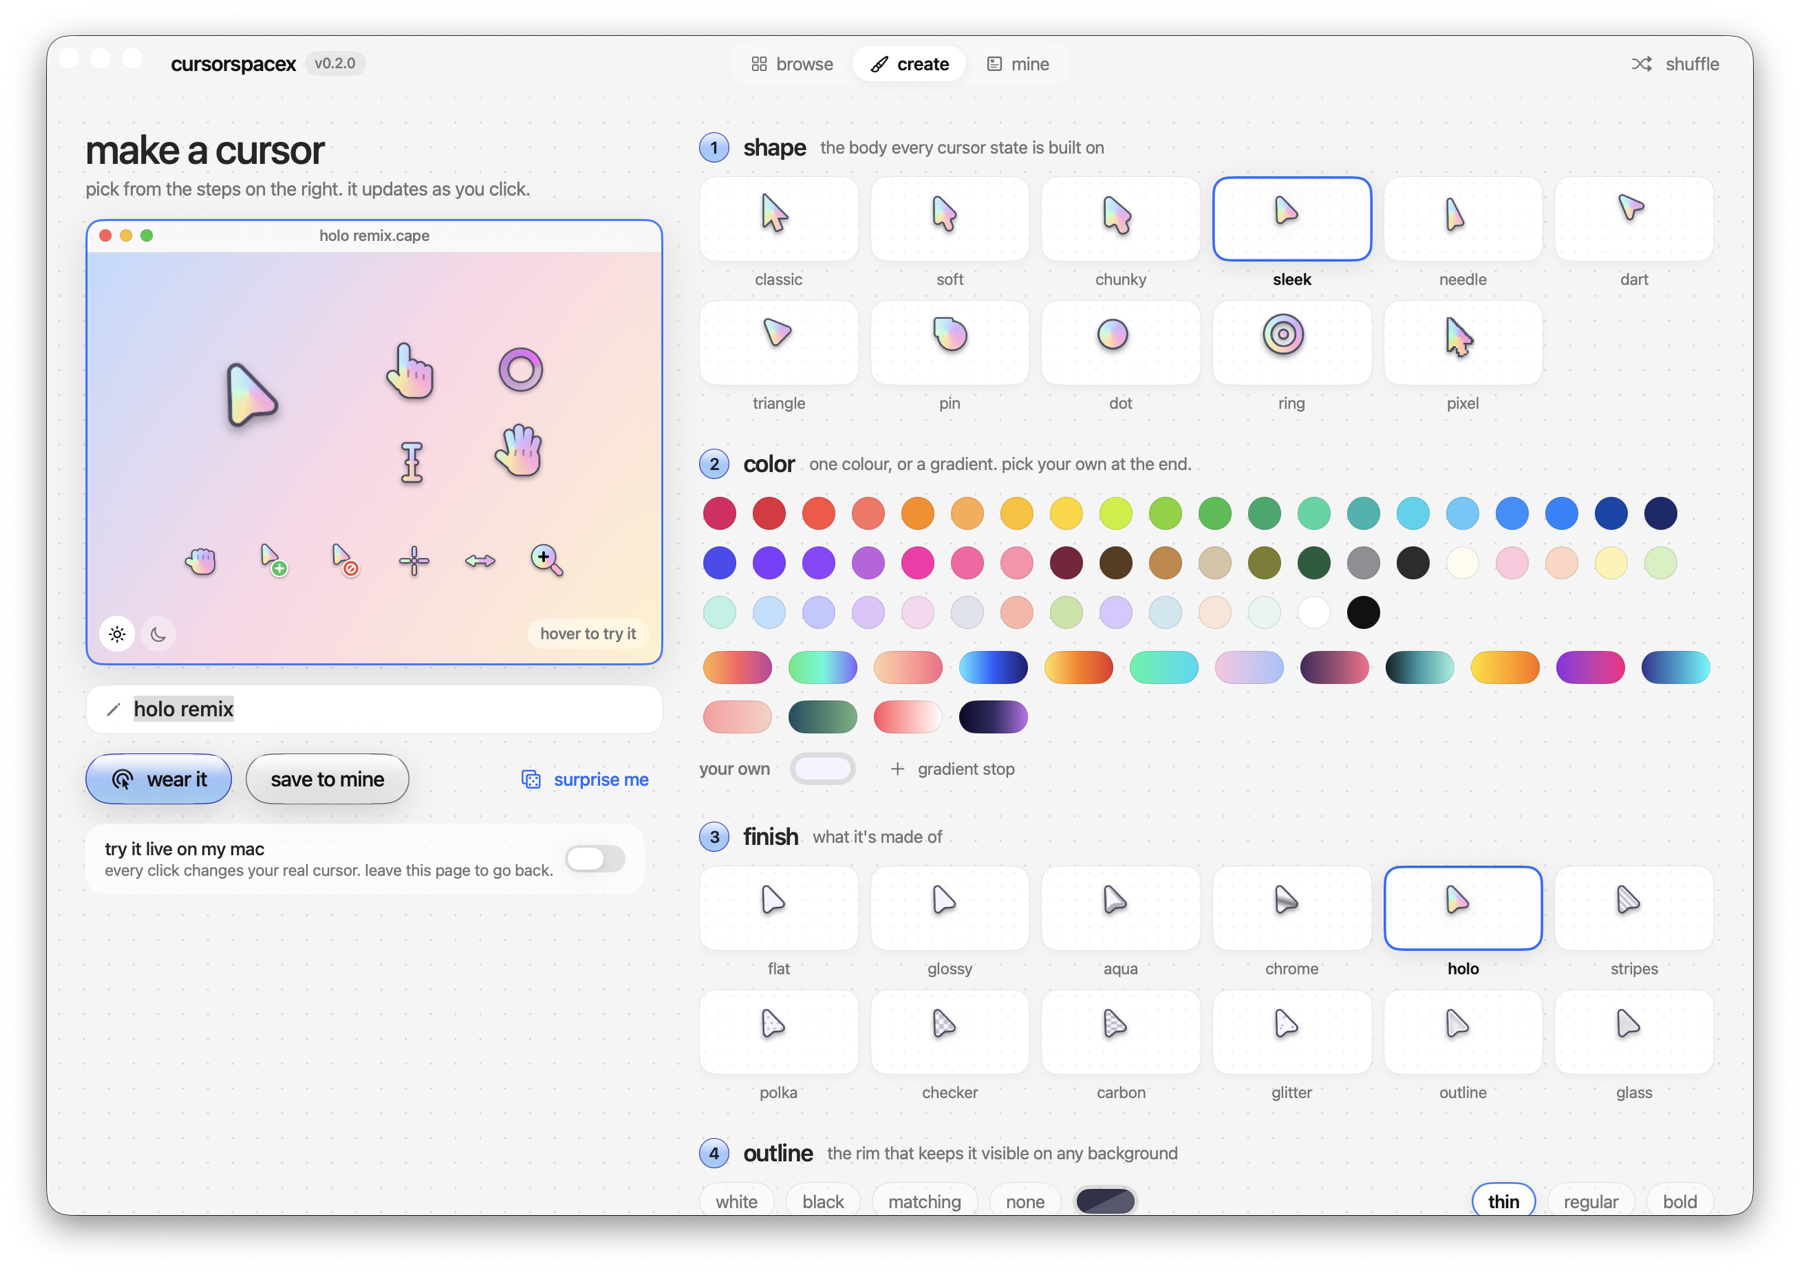 cursorspacex v0.2.0
browse create mine
shuffle
make a cursor
pick from the steps on the right. it updates as you click.
holo remix.cape
hover to try it
holo remix
wear it
save to mine
surprise me
try it live on my mac
every click changes your real cursor. leave this page to go back.
1 shape the body every cursor state is built on
classic soft chunky sleek needle dart
triangle pin dot ring pixel
2 color one colour, or a gradient. pick your own at the end.
your own + gradient stop
3 finish what it's made of
flat glossy aqua chrome holo stripes
polka checker carbon glitter outline glass
4 outline the rim that keeps it visible on any background
white black matching none thin regular bold